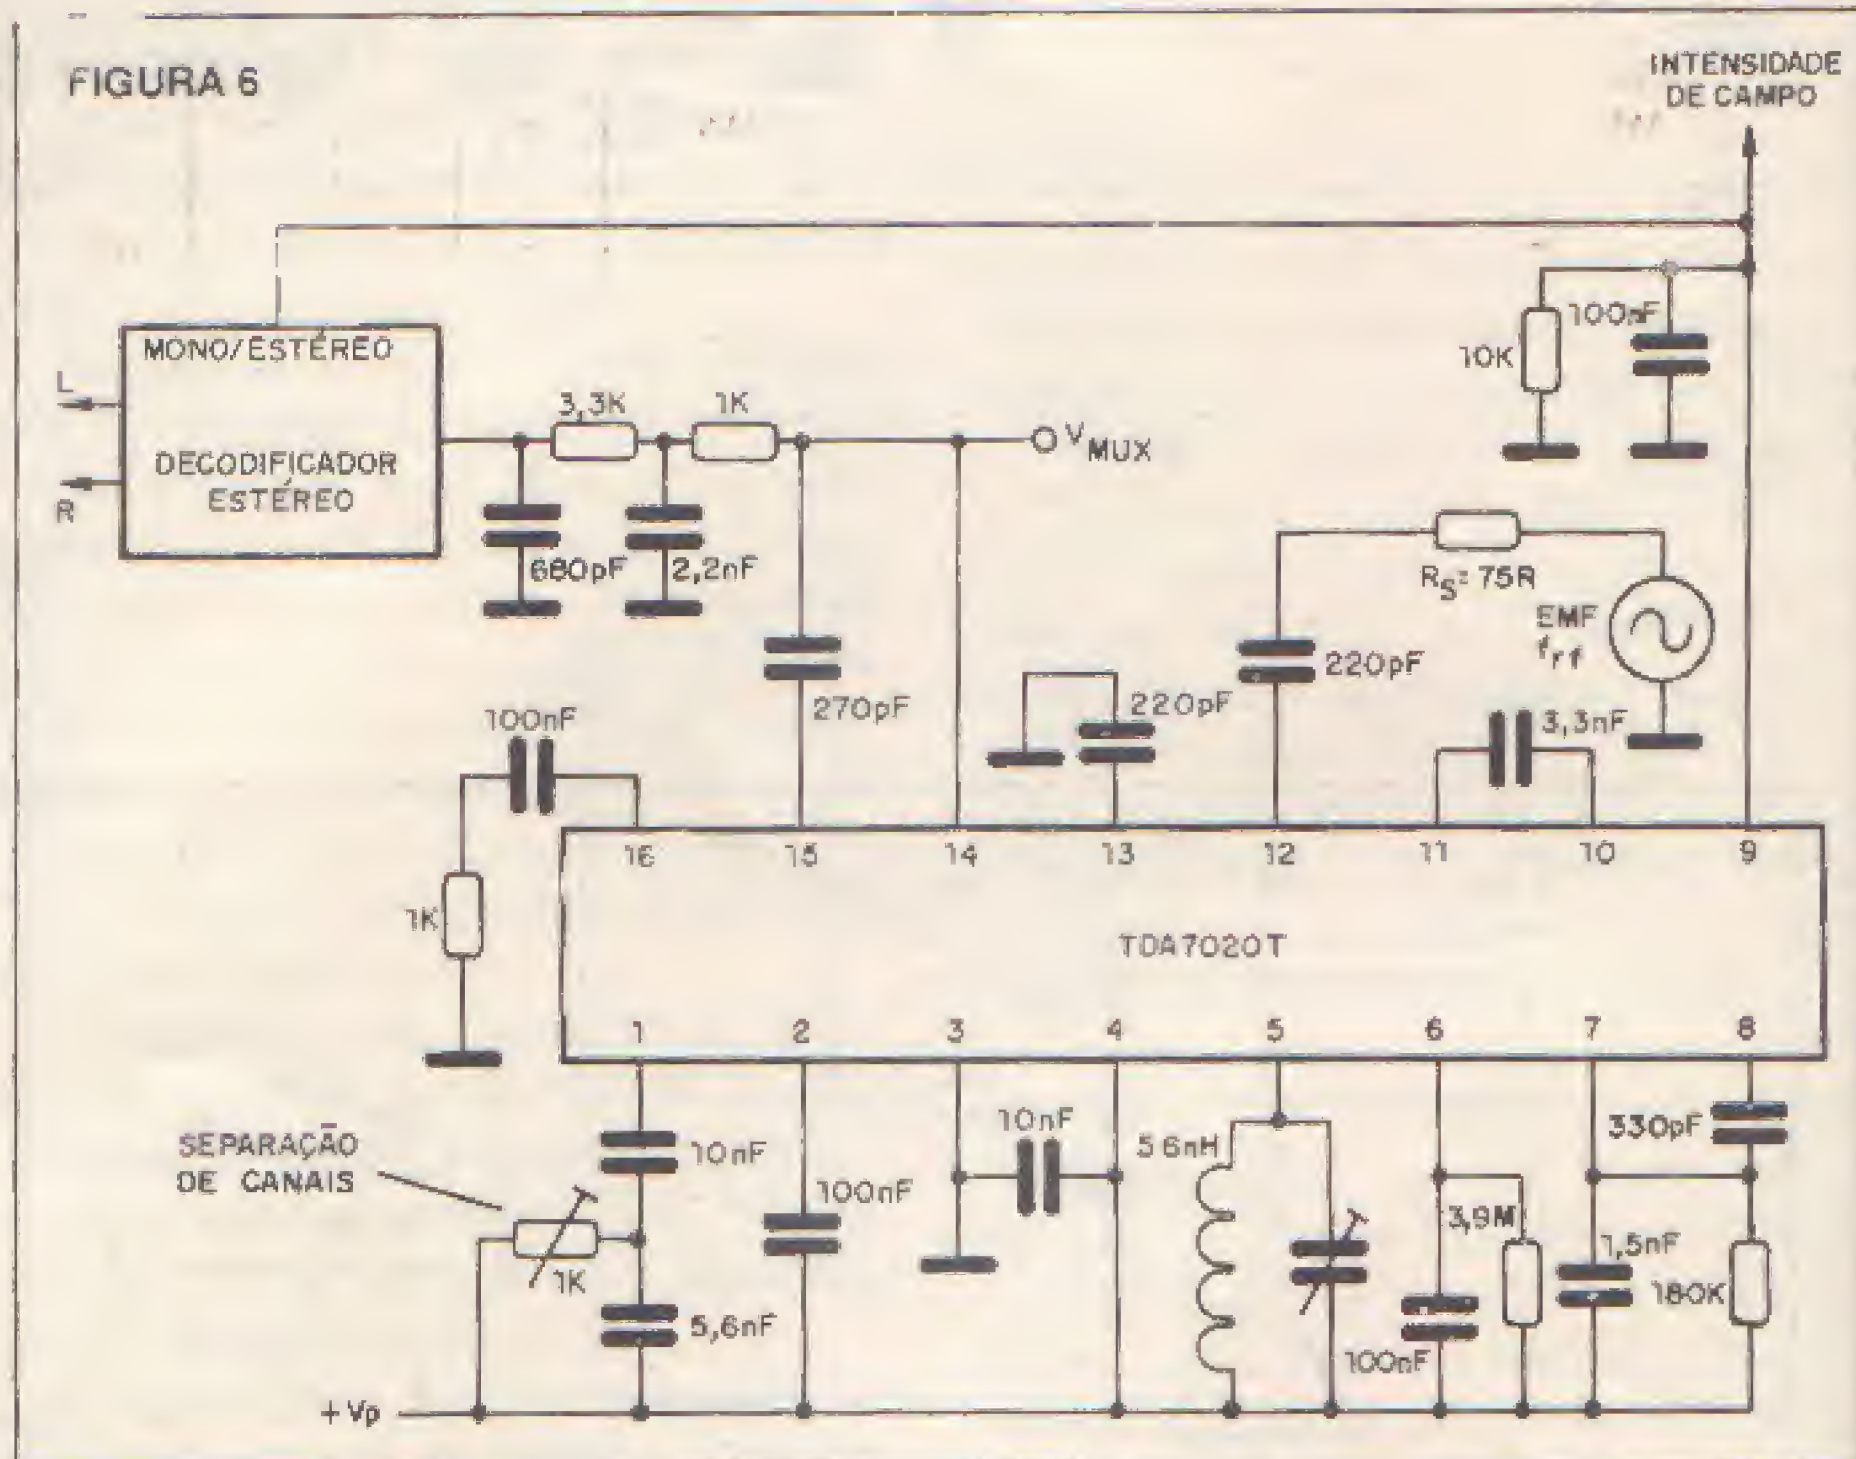 FIGURA 6
INTENSIDADE
DE CAMPO
MONO/ESTÉREO
DECODIFICADOR
ESTÉREO
L
R
3,3K
1K
VMUX
10K
100nF
680pF
2,2nF
RS= 75R
EMF
frf
220pF
270pF
220pF
3,3nF
100nF
1K
16
15
14
13
12
11
10
9
TDA7020T
1
2
3
4
5
6
7
8
SEPARAÇÃO
DE CANAIS
10nF
100nF
10nF
56nH
330pF
3,9M
1,5nF
180K
1K
5,6nF
100nF
+ Vp